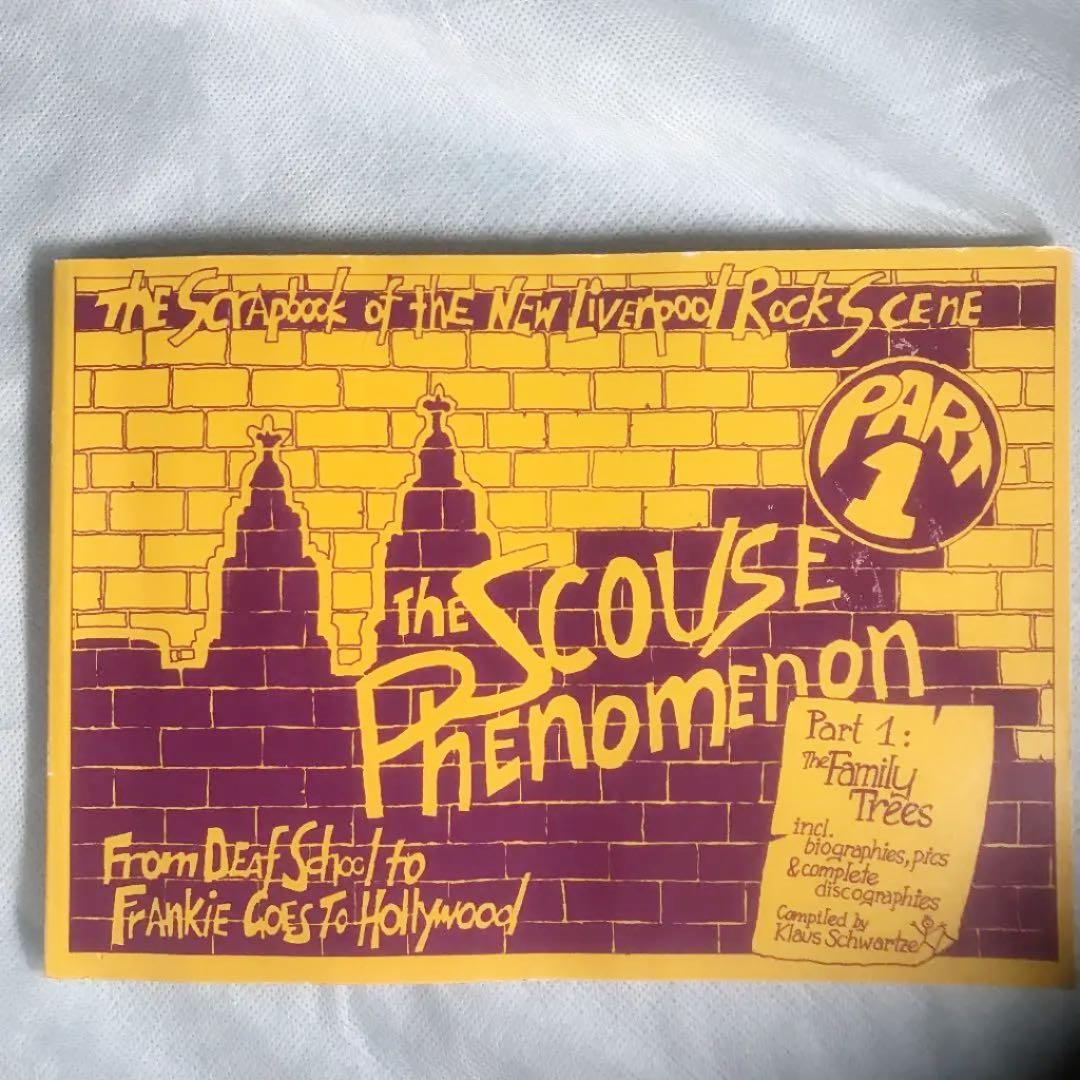 The Scrapbook of the New Liverpool Rock Scene
PART
1
The Scouse
Phenomenon
Part 1:
The Family
Trees
incl.
biographies, pics
& complete
discographies
Compiled by
Klaus Schwartze
From Deaf School to
Frankie Goes To Hollywood